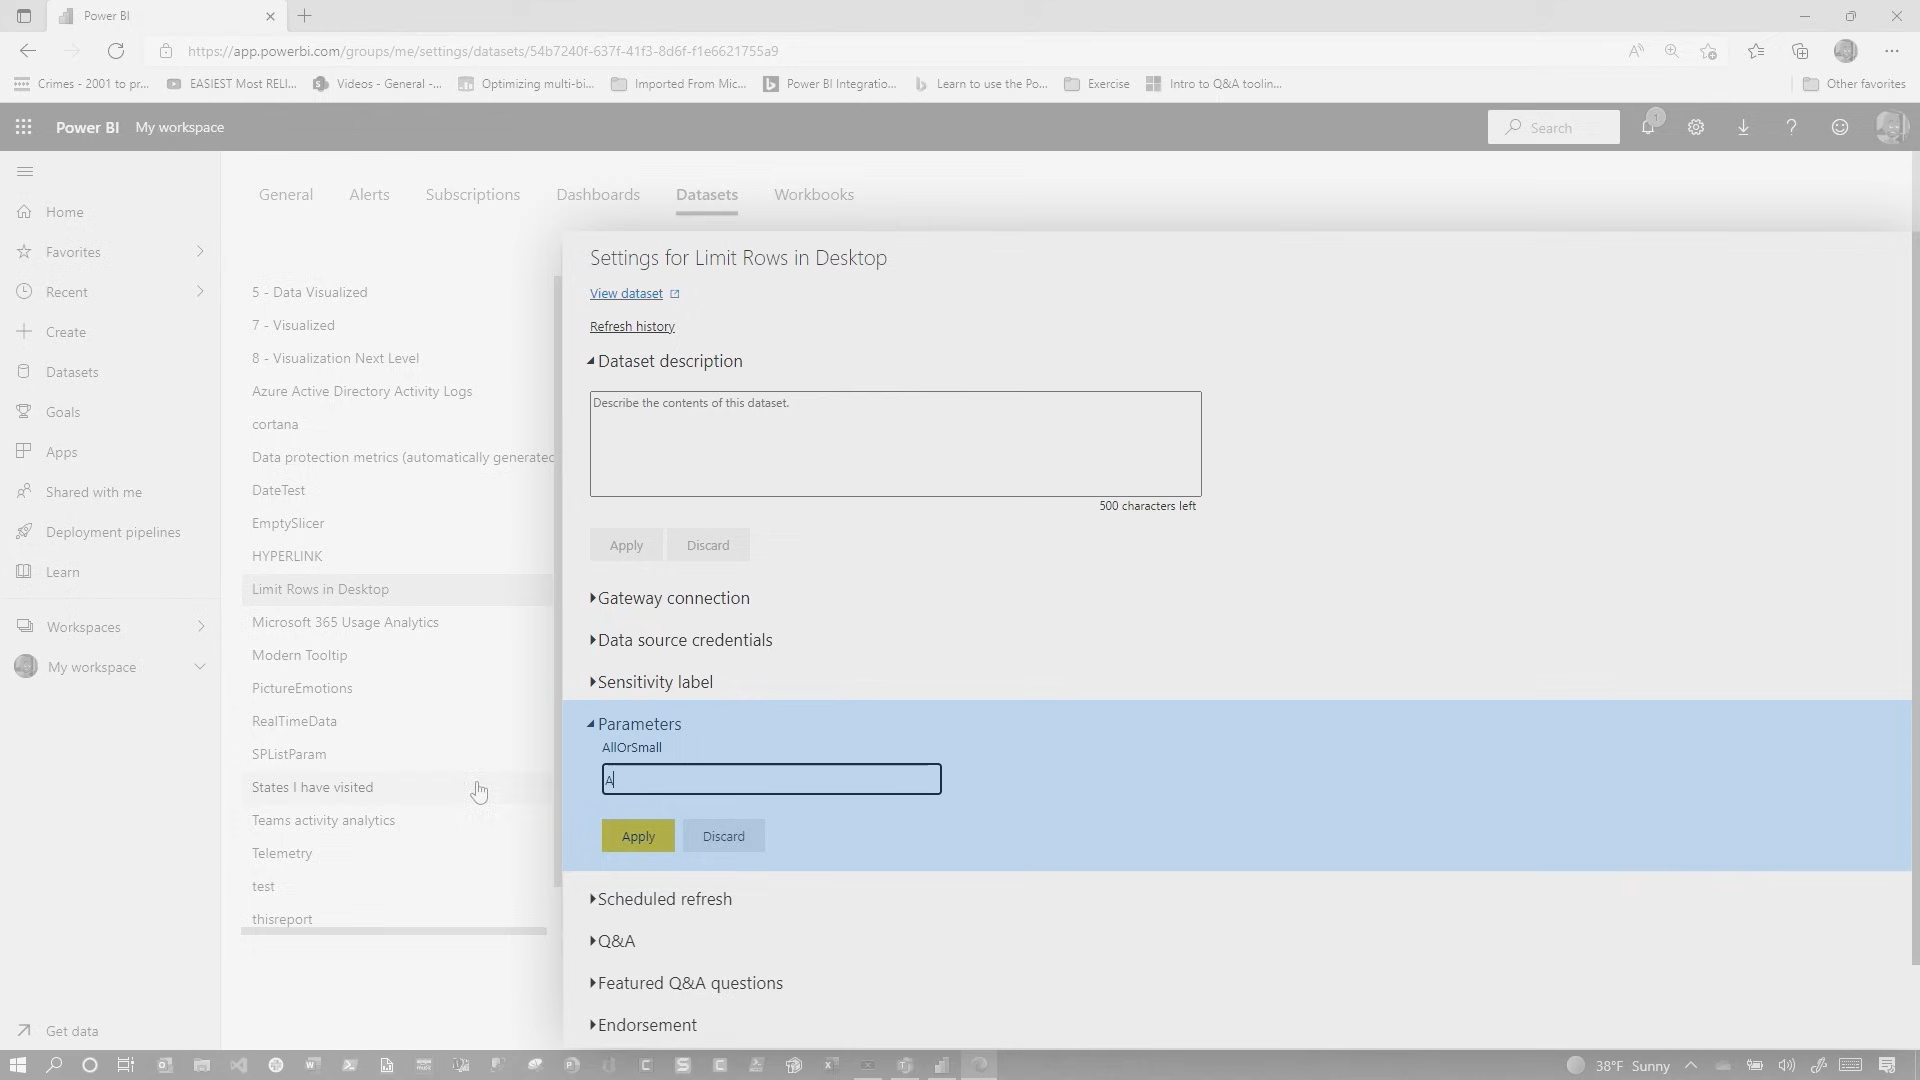 Power BI
https://app.powerbi.com/groups/me/settings/datasets/54b7240f-637f-41f3-8d6f-f1e6621755a9
Crimes - 2001 to pr...
EASIEST Most RELI...
Videos - General -...
Optimizing multi-bi...
Imported From Mic...
Power BI Integratio...
Learn to use the Po...
Exercise
Intro to Q&A toolin...
Other favorites
Power BI My workspace
Search
1
General Alerts Subscriptions Dashboards Datasets Workbooks
Home
Favorites
Recent
Create
Datasets
Goals
Apps
Shared with me
Deployment pipelines
Learn
Workspaces
My workspace
Get data
5 - Data Visualized
7 - Visualized
8 - Visualization Next Level
Azure Active Directory Activity Logs
cortana
Data protection metrics (automatically generated
DateTest
EmptySlicer
HYPERLINK
Limit Rows in Desktop
Microsoft 365 Usage Analytics
Modern Tooltip
PictureEmotions
RealTimeData
SPListParam
States I have visited
Teams activity analytics
Telemetry
test
thisreport
Settings for Limit Rows in Desktop
View dataset
Refresh history
Dataset description
Describe the contents of this dataset.
500 characters left
Apply Discard
Gateway connection
Data source credentials
Sensitivity label
Parameters
AllOrSmall
A
Apply Discard
Scheduled refresh
Q&A
Featured Q&A questions
Endorsement
38°F Sunny